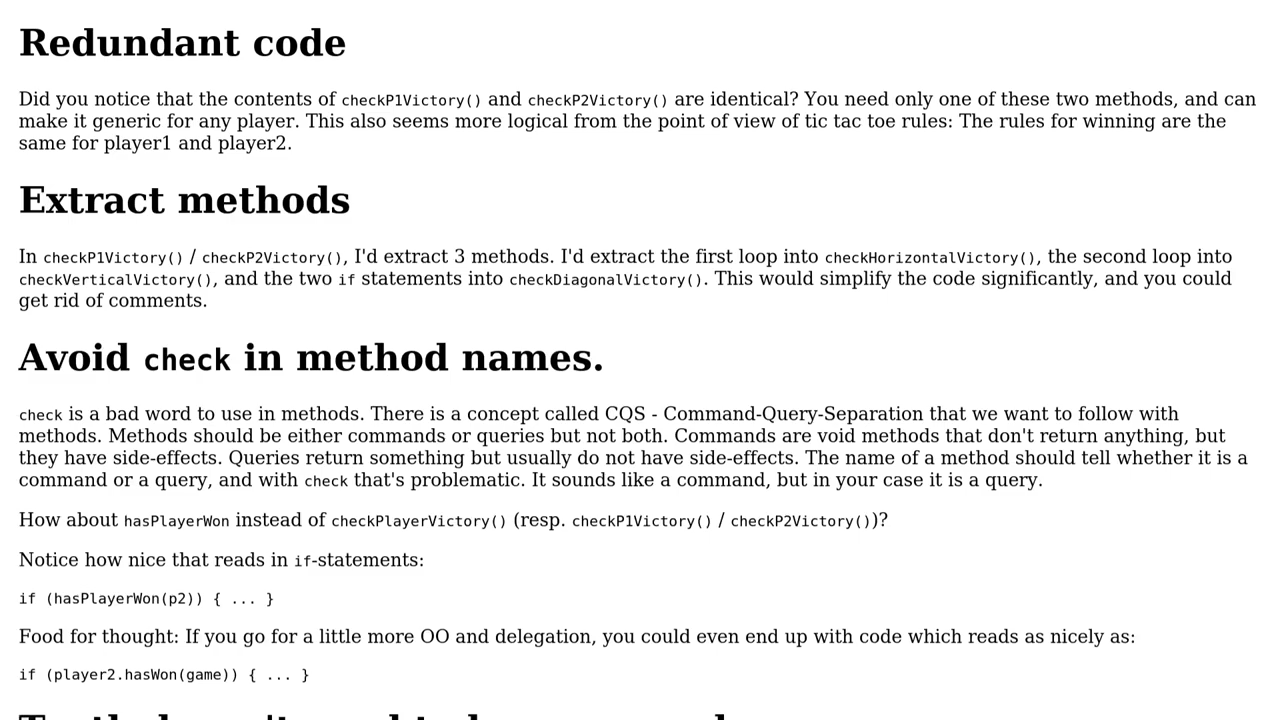 Redundant code
Did you notice that the contents of checkP1Victory() and checkP2Victory() are identical? You need only one of these two methods, and can
make it generic for any player. This also seems more logical from the point of view of tic tac toe rules: The rules for winning are the
same for player1 and player2.
Extract methods
In checkP1Victory() / checkP2Victory(), I'd extract 3 methods. I'd extract the first loop into checkHorizontalVictory(), the second loop into
checkVerticalVictory(), and the two if statements into checkDiagonalVictory(). This would simplify the code significantly, and you could
get rid of comments.
Avoid check in method names.
check is a bad word to use in methods. There is a concept called CQS - Command-Query-Separation that we want to follow with
methods. Methods should be either commands or queries but not both. Commands are void methods that don't return anything, but
they have side-effects. Queries return something but usually do not have side-effects. The name of a method should tell whether it is a
command or a query, and with check that's problematic. It sounds like a command, but in your case it is a query.
How about hasPlayerWon instead of checkPlayerVictory() (resp. checkP1Victory() / checkP2Victory())?
Notice how nice that reads in if-statements:
if (hasPlayerWon(p2)) { ... }
Food for thought: If you go for a little more OO and delegation, you could even end up with code which reads as nicely as:
if (player2.hasWon(game)) { ... }